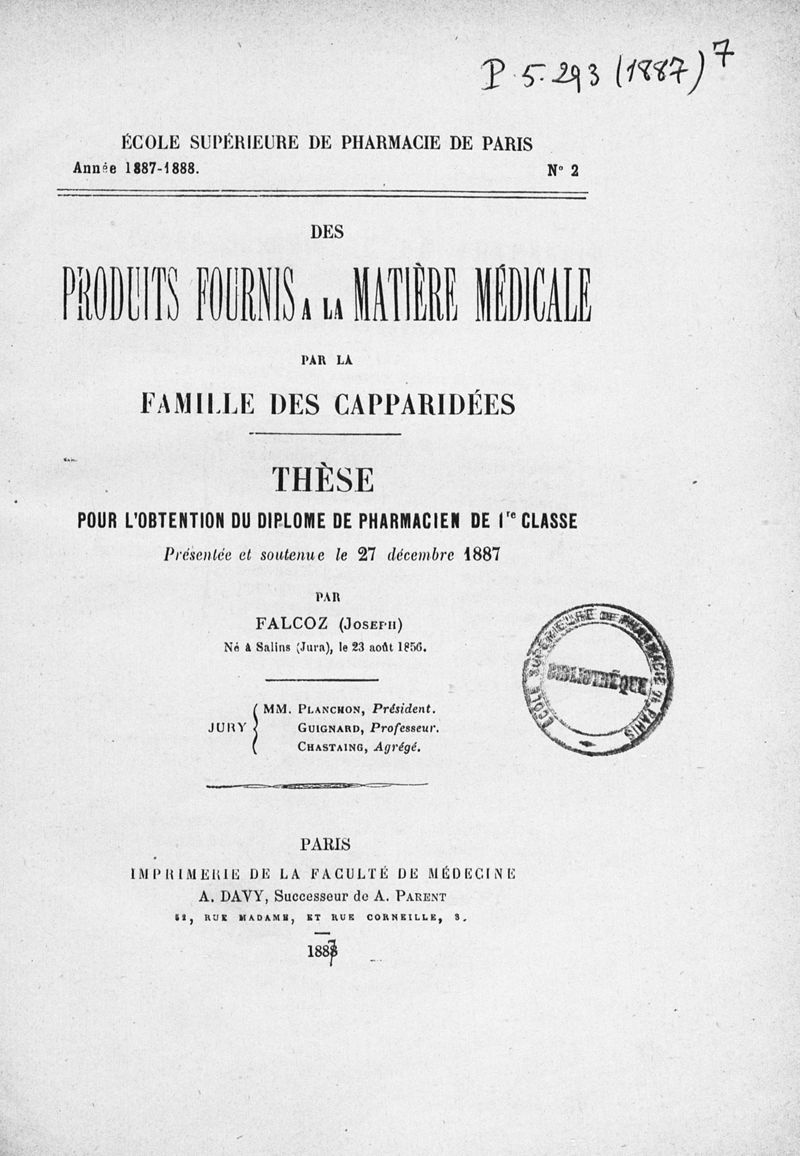 P. 5.293 (1887) 7
ÉCOLE SUPÉRIEURE DE PHARMACIE DE PARIS
Année 1887-1888. N° 2
DES
PRODUITS FOURNIS A LA MATIÈRE MÉDICALE
PAR LA
FAMILLE DES CAPPARIDÉES
THÈSE
POUR L'OBTENTION DU DIPLOME DE PHARMACIEN DE 1re CLASSE
Présentée et soutenue le 27 décembre 1887
PAR
FALCOZ (JOSEPH)
Né à Salins (Jura), le 23 août 1856.
JURY
MM. PLANCHON, Président.
GUIGNARD, Professeur.
CHASTAING, Agrégé.
ÉCOLE SUPÉRIEURE DE PHARMACIE DE PARIS
BIBLIOTHÉQUE
PARIS
IMPRIMERIE DE LA FACULTÉ DE MÉDECINE
A. DAVY, Successeur de A. PARENT
52, RUE MADAME, ET RUE CORNEILLE, 3.
1887